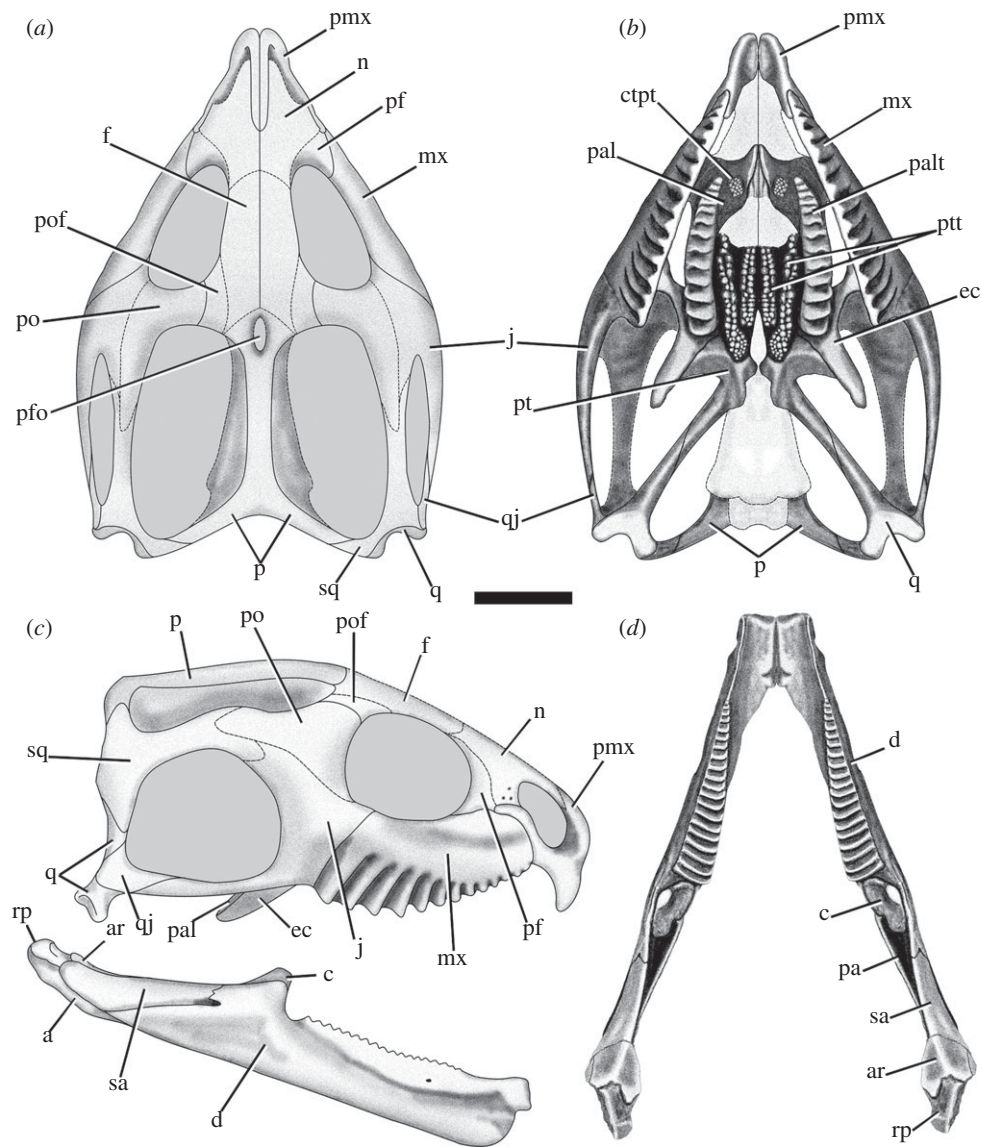 (a)
pmx
n
pf
f
mx
pof
po
j
pfo
qj
p
sq
q
(b)
pmx
ctpt
mx
pal
palt
ptt
ec
pt
p
q
(c)
p
po
pof
f
n
pmx
sq
q
qj
pal
ec
j
mx
pf
rp
ar
c
a
sa
d
(d)
d
c
pa
sa
ar
rp